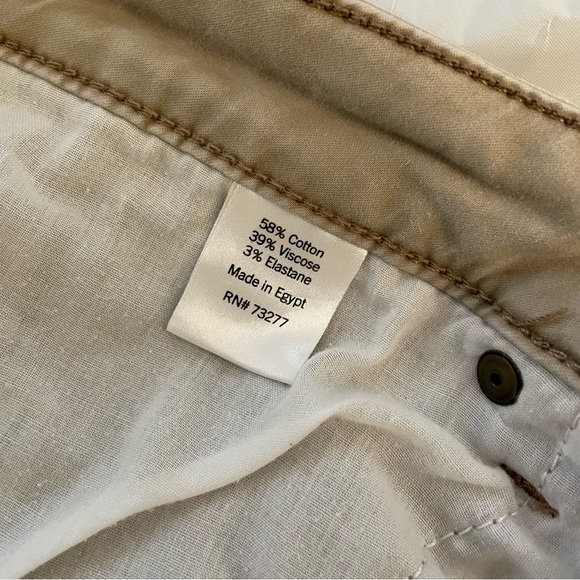 58% Cotton
39% Viscose
3% Elastane
Made in Egypt
RN# 73277